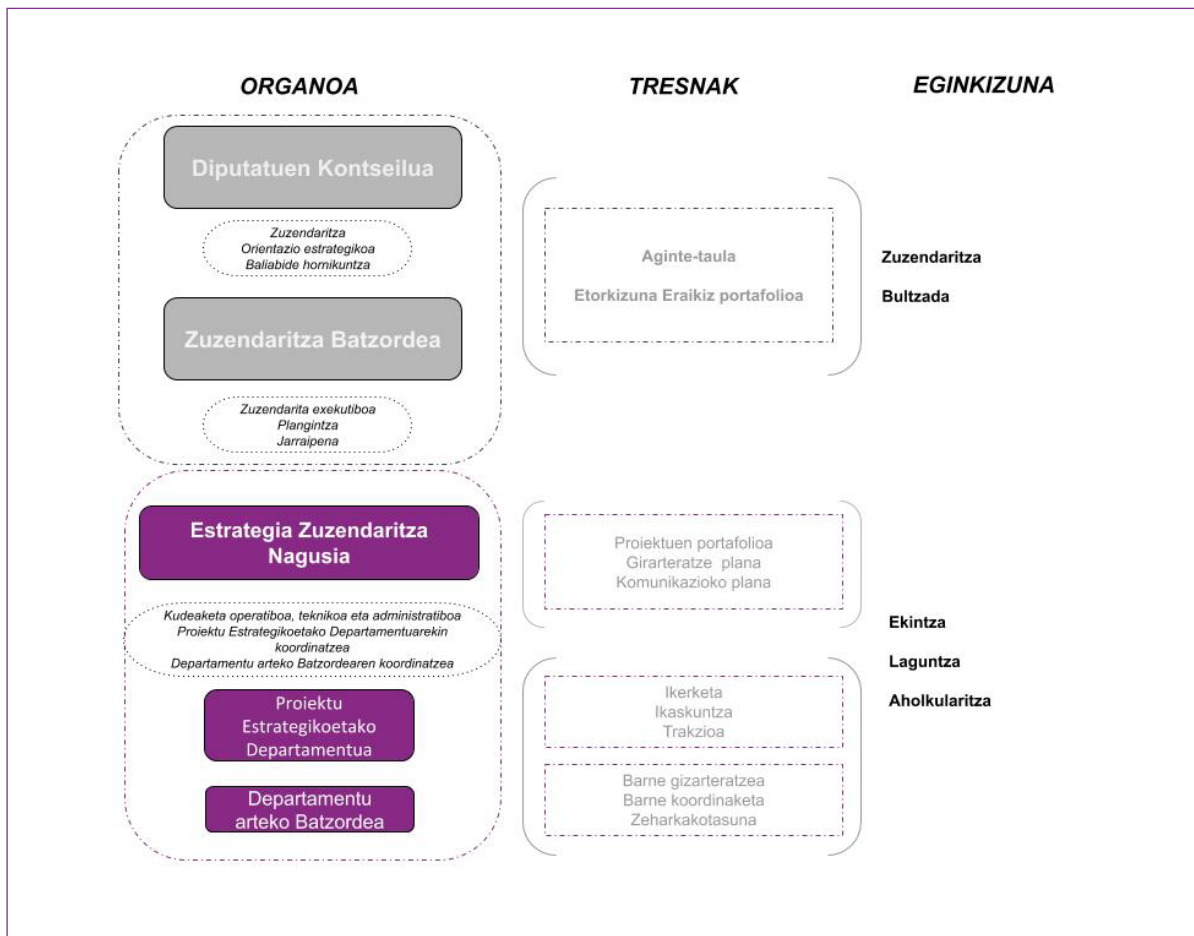 ORGANOA
TRESNAK
EGINKIZUNA
Diputatuen Kontseilua
Zuzendaritza
Orientazio estrategikoa
Baliabide hornikuntza
Zuzendaritza Batzordea
Zuzendarita exekutiboa
Plangintza
Jarraipena
Aginte-taula
Etorkizuna Eraikiz portafolioa
Zuzendaritza
Bultzada
Estrategia Zuzendaritza
Nagusia
Kudeaketa operatiboa, teknikoa eta administratiboa
Proiektu Estrategikoetako Departamentuarekin
koordinatzea
Departamentu arteko Batzordearen koordinatzea
Proiektu
Estrategikoetako
Departamentua
Departamentu
arteko Batzordea
Proiektuen portafolioa
Girarteratze plana
Komunikazioko plana
Ikerketa
Ikaskuntza
Trakzioa
Barne gizarteratzea
Barne koordinaketa
Zeharkakotasuna
Ekintza
Laguntza
Aholkularitza